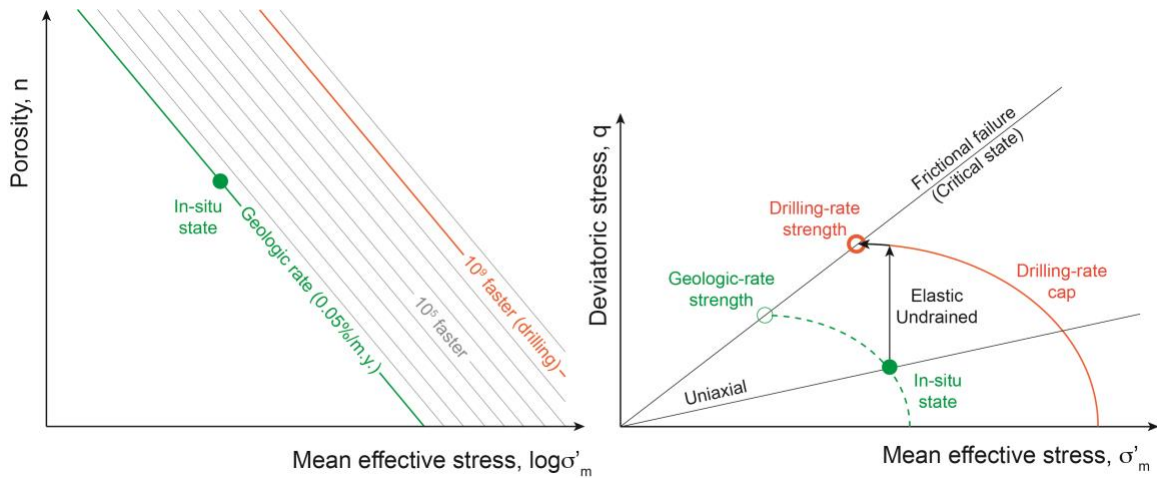 Porosity, n
In-situ
state
Geologic rate (0.05%/m.y.)
10⁵ faster
10⁹ faster (drilling)
Mean effective stress, logσ'm
Deviatoric stress, q
Frictional failure
(Critical state)
Drilling-rate
strength
Geologic-rate
strength
Elastic
Undrained
Drilling-rate
cap
Uniaxial
In-situ
state
Mean effective stress, σ'm